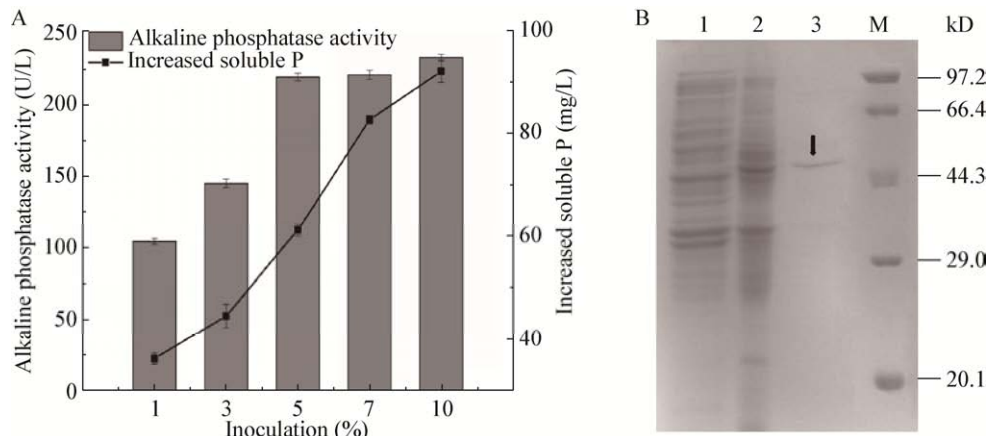 A
Alkaline phosphatase activity (U/L)
250
200
150
100
50
0
Alkaline phosphatase activity
Increased soluble P
100
80
60
40
Increased soluble P (mg/L)
1 3 5 7 10
Inoculation (%)
B
1 2 3 M kD
97.2
66.4
44.3
29.0
20.1